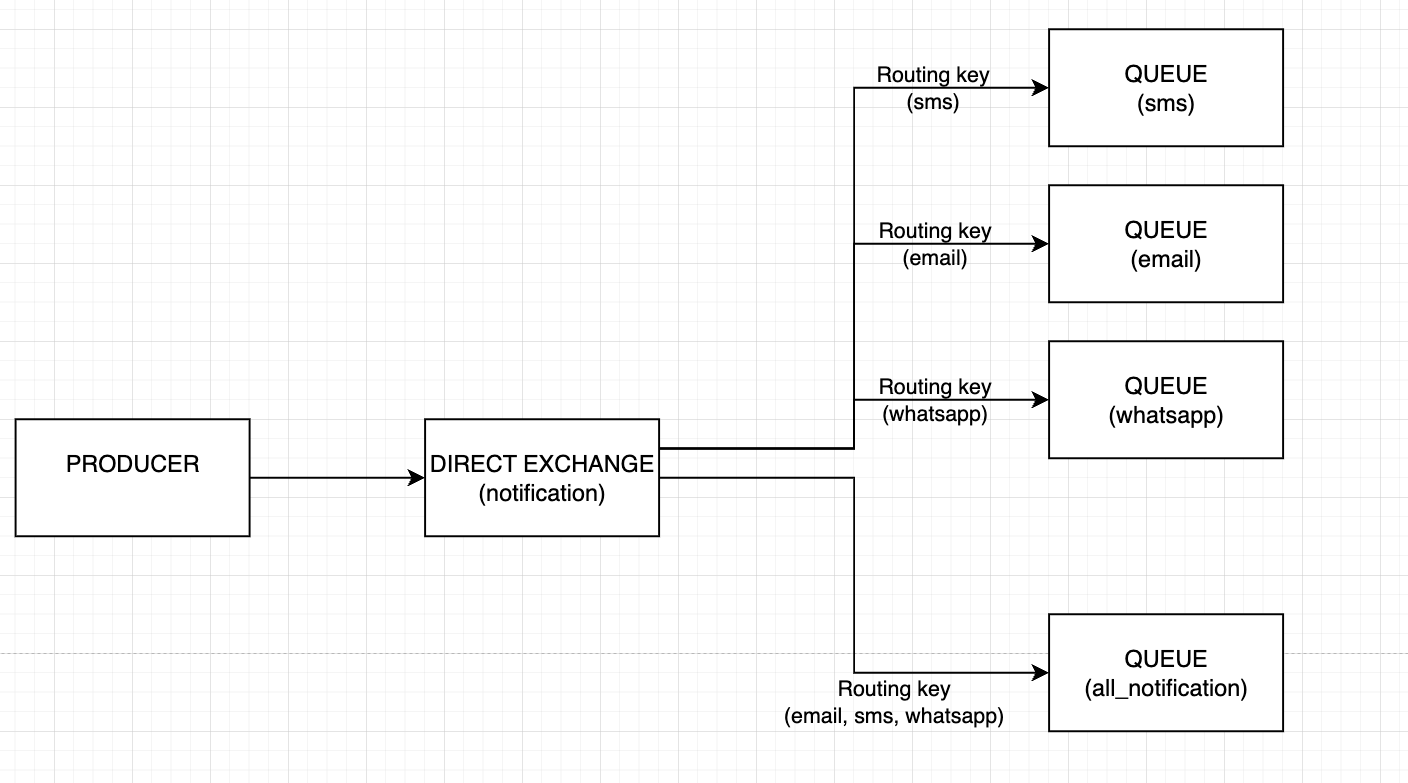 Routing key
(sms)
QUEUE
(sms)
Routing key
(email)
QUEUE
(email)
Routing key
(whatsapp)
QUEUE
(whatsapp)
PRODUCER
DIRECT EXCHANGE
(notification)
Routing key
(email, sms, whatsapp)
QUEUE
(all_notification)